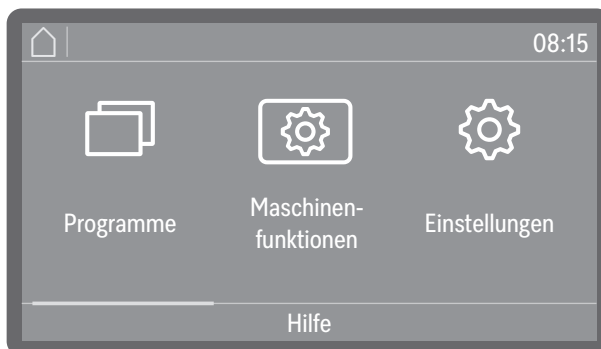 08:15
Programme
Maschinen-
funktionen
Einstellungen
Hilfe